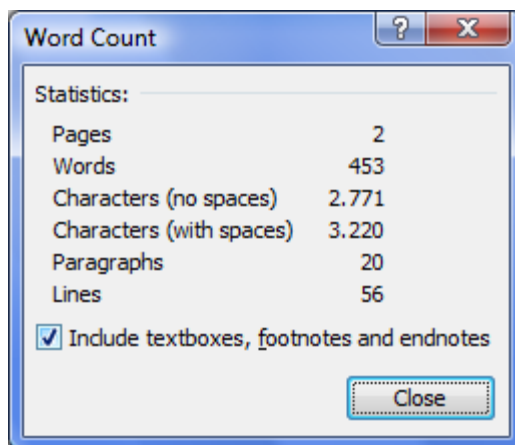 Word Count
Statistics:
Pages 2
Words 453
Characters (no spaces) 2.771
Characters (with spaces) 3.220
Paragraphs 20
Lines 56
Include textboxes, footnotes and endnotes
Close